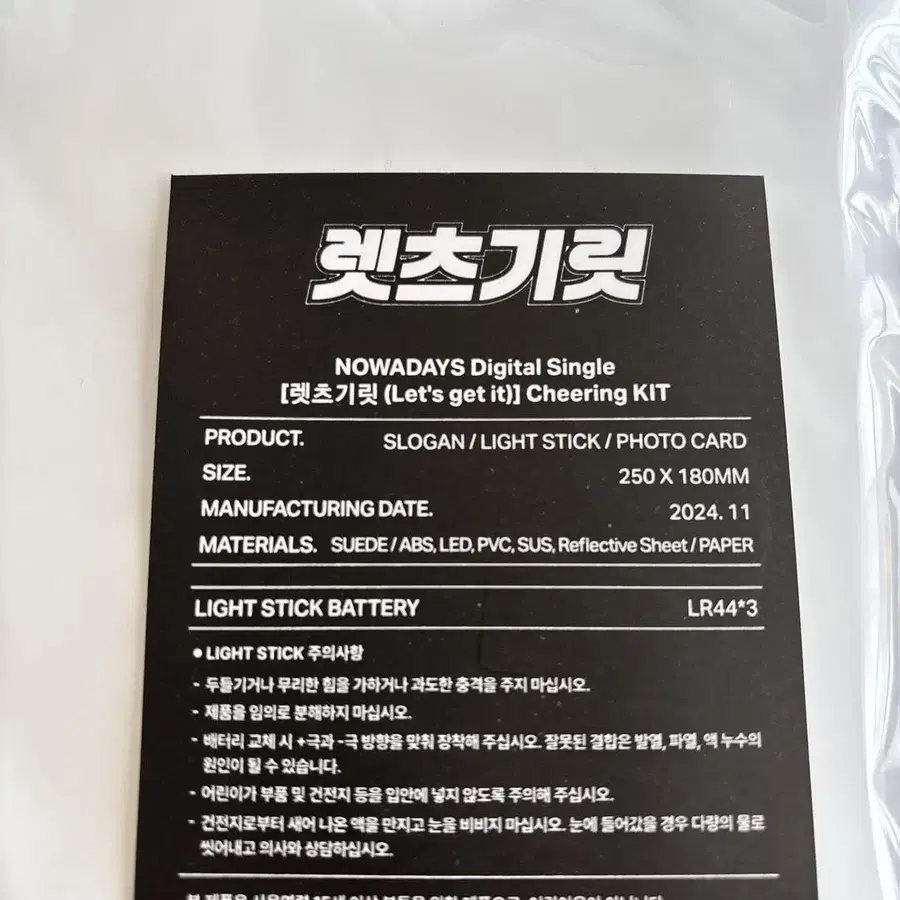 렛츠기릿
NOWADAYS Digital Single
[렛츠기릿 (Let's get it)] Cheering KIT
PRODUCT. SLOGAN / LIGHT STICK / PHOTO CARD
SIZE. 250 X 180MM
MANUFACTURING DATE. 2024. 11
MATERIALS. SUEDE / ABS, LED, PVC, SUS, Reflective Sheet / PAPER
LIGHT STICK BATTERY LR44*3
• LIGHT STICK 주의사항
- 두들기거나 무리한 힘을 가하거나 과도한 충격을 주지 마십시오.
- 제품을 임의로 분해하지 마십시오.
- 배터리 교체 시 +극과 -극 방향을 맞춰 장착해 주십시오. 잘못된 결합은 발열, 파열, 액 누수의
원인이 될 수 있습니다.
- 어린이가 부품 및 건전지 등을 입안에 넣지 않도록 주의해 주십시오.
- 건전지로부터 새어 나온 액을 만지고 눈을 비비지 마십시오. 눈에 들어갔을 경우 다량의 물로
씻어내고 의사와 상담하십시오.